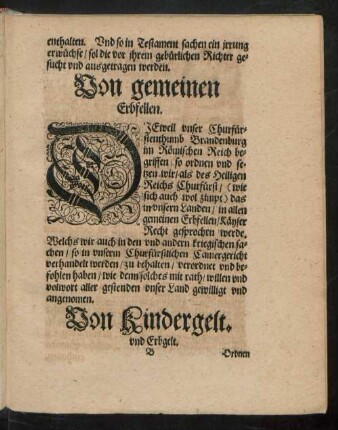 enthalten. Vnd so in Testament sachen ein jrrung
erwüchse / sol die vor jhrem gebürlichen Richter ge-
sucht vnd ausgetragen werden.
Von gemeinen
Erbfellen.
DJeweil vnser Churfür-
stenthumb Brandenburg
im Römischen Reich be-
griffen / so ordnen vnd se-
tzen wir / als des Heiligen
Reichs Churfürst / (wie
sich auch wol zimpt) das
in vnsern Landen / in allen
gemeinen Erbfellen / Käyser
Recht gesprochen werde.
Welchs wir auch in den vnd andern kriegischen sa-
chen / so in vnserm Churfürstlichen Camergericht
verhandelt werden / zu behalten / verordnet vnd be-
fohlen haben / wie denn solchs mit rath / willen vnd
volwort aller gestenden vnser Land gewilligt vnd
angenomen.
Von Kindergelt.
vnd Erbgelt.
B Ordnen